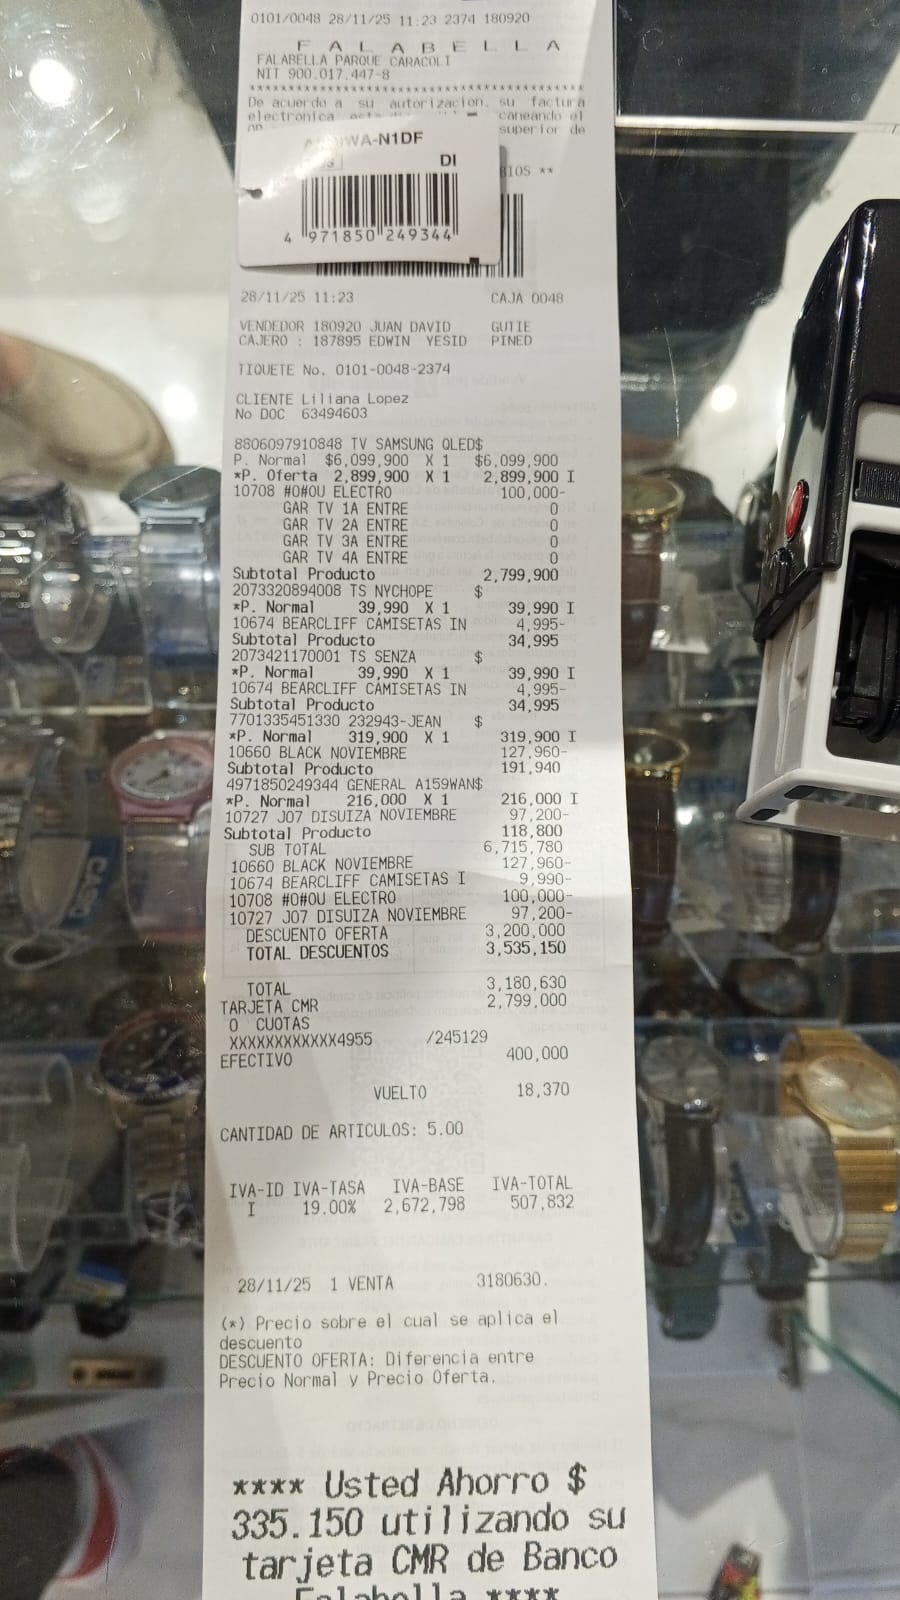 0101/0048 28/11/25 11:23 2374 180920
F A L A B E L L A
FALABELLA PARQUE CARACOLI
NIT 900.017.447-8
****************************************
De acuerdo a su autorizacion, su factura
electronica caneando el
superior de
WA-N1DF
DI
BIOS **
4 971850 249344
28/11/25 11:23 CAJA 0048
VENDEDOR 180920 JUAN DAVID GUTIE
CAJERO : 187895 EDWIN YESID PINED
TIQUETE No. 0101-0048-2374
CLIENTE Liliana Lopez
No DOC 63494603
8806097910848 TV SAMSUNG QLED$
P. Normal $6,099,900 X 1 $6,099,900
*P. Oferta 2,899,900 X 1 2,899,900 I
10708 #O#OU ELECTRO 100,000-
GAR TV 1A ENTRE 0
GAR TV 2A ENTRE 0
GAR TV 3A ENTRE 0
GAR TV 4A ENTRE 0
Subtotal Producto 2,799,900
2073320894008 TS NYCHOPE $
*P. Normal 39,990 X 1 39,990 I
10674 BEARCLIFF CAMISETAS IN 4,995-
Subtotal Producto 34,995
2073421170001 TS SENZA $
*P. Normal 39,990 X 1 39,990 I
10674 BEARCLIFF CAMISETAS IN 4,995-
Subtotal Producto 34,995
7701335451330 232943-JEAN $
*P. Normal 319,900 X 1 319,900 I
10660 BLACK NOVIEMBRE 127,960-
Subtotal Producto 191,940
4971850249344 GENERAL A159WAN$
*P. Normal 216,000 X 1 216,000 I
10727 J07 DISUIZA NOVIEMBRE 97,200-
Subtotal Producto 118,800
SUB TOTAL 6,715,780
10660 BLACK NOVIEMBRE 127,960-
10674 BEARCLIFF CAMISETAS I 9,990-
10708 #O#OU ELECTRO 100,000-
10727 J07 DISUIZA NOVIEMBRE 97,200-
DESCUENTO OFERTA 3,200,000
TOTAL DESCUENTOS 3,535,150
TOTAL 3,180,630
TARJETA CMR 2,799,000
0 CUOTAS
XXXXXXXXXXXX4955 /245129
EFECTIVO 400,000
VUELTO 18,370
CANTIDAD DE ARTICULOS: 5.00
IVA-ID IVA-TASA IVA-BASE IVA-TOTAL
I 19.00% 2,672,798 507,832
28/11/25 1 VENTA 3180630.
(*) Precio sobre el cual se aplica el
descuento
DESCUENTO OFERTA: Diferencia entre
Precio Normal y Precio Oferta.
**** Usted Ahorro $
335.150 utilizando su
tarjeta CMR de Banco
Falabella ****